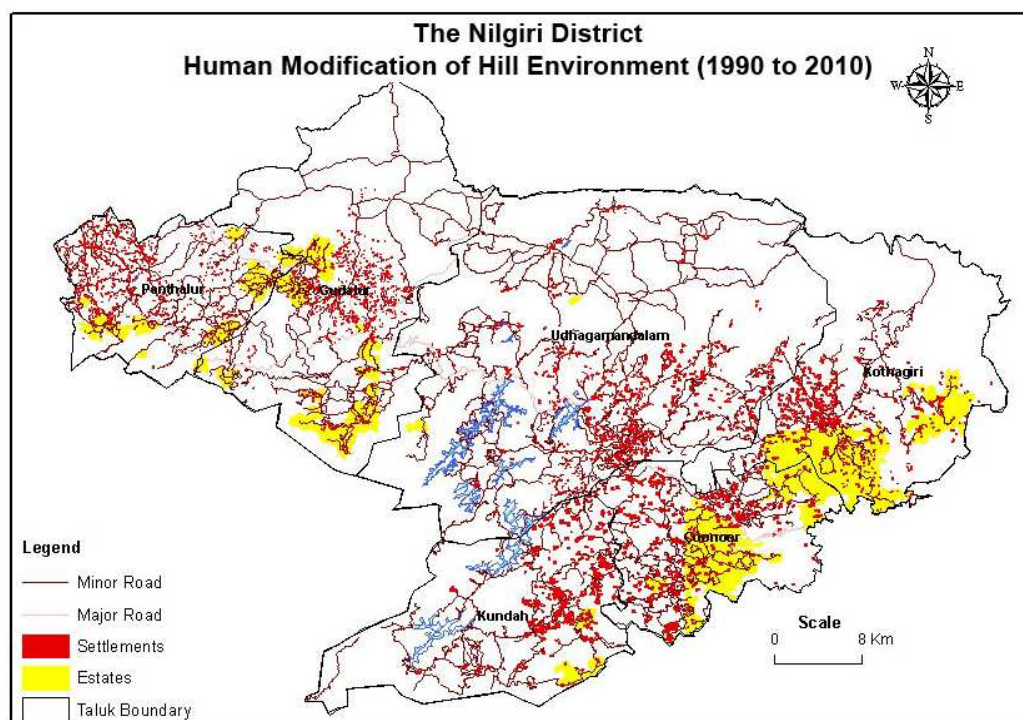 The Nilgiri District
Human Modification of Hill Environment (1990 to 2010)
N
W E
S
Panthalur
Gudalur
Udhagamandalam
Kothagiri
Coonoor
Kundah
Legend
Minor Road
Major Road
Settlements
Estates
Taluk Boundary
Scale
0 8 Km